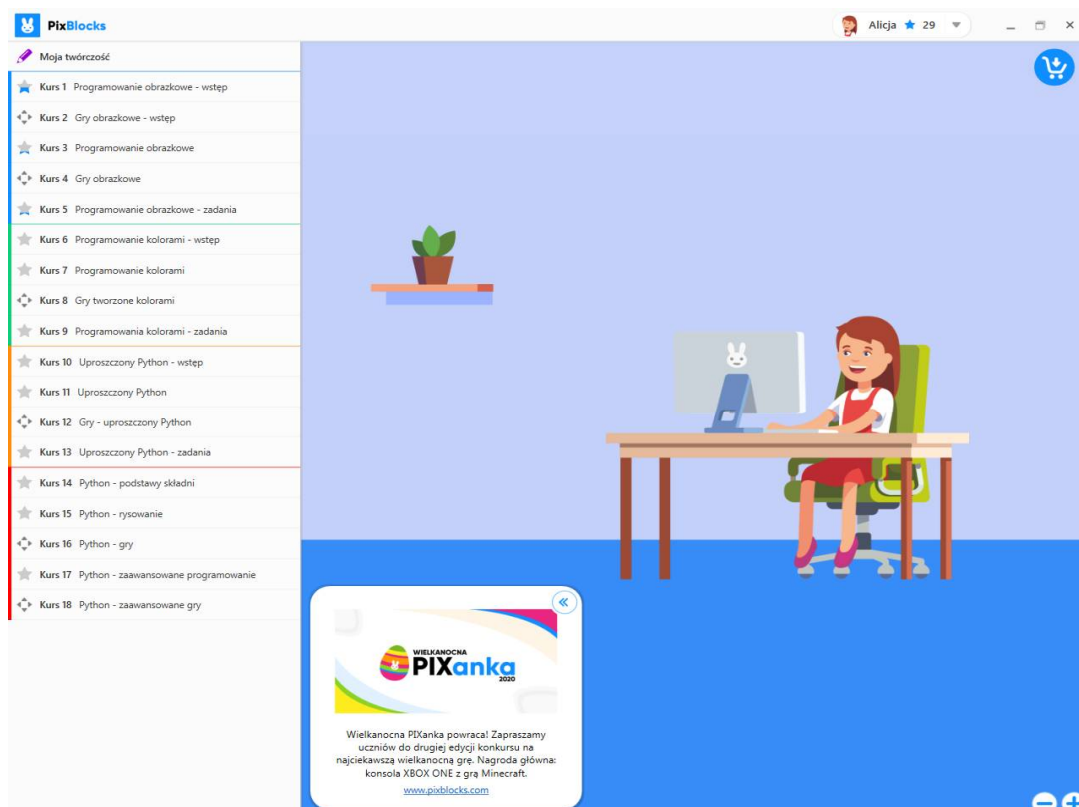 PixBlocks
Alicja 29
Moja twórczość
Kurs 1 Programowanie obrazkowe - wstęp
Kurs 2 Gry obrazkowe - wstęp
Kurs 3 Programowanie obrazkowe
Kurs 4 Gry obrazkowe
Kurs 5 Programowanie obrazkowe - zadania
Kurs 6 Programowanie kolorami - wstęp
Kurs 7 Programowanie kolorami
Kurs 8 Gry tworzone kolorami
Kurs 9 Programowania kolorami - zadania
Kurs 10 Uproszczony Python - wstęp
Kurs 11 Uproszczony Python
Kurs 12 Gry - uproszczony Python
Kurs 13 Uproszczony Python - zadania
Kurs 14 Python - podstawy składni
Kurs 15 Python - rysowanie
Kurs 16 Python - gry
Kurs 17 Python - zaawansowane programowanie
Kurs 18 Python - zaawansowane gry
WIELKANOCNA
PIXanka
2020
Wielkanocna PIXanka powraca! Zapraszamy
uczniów do drugiej edycji konkursu na
najciekawszą wielkanocną grę. Nagroda główna:
konsola XBOX ONE z grą Minecraft.
www.pixblocks.com